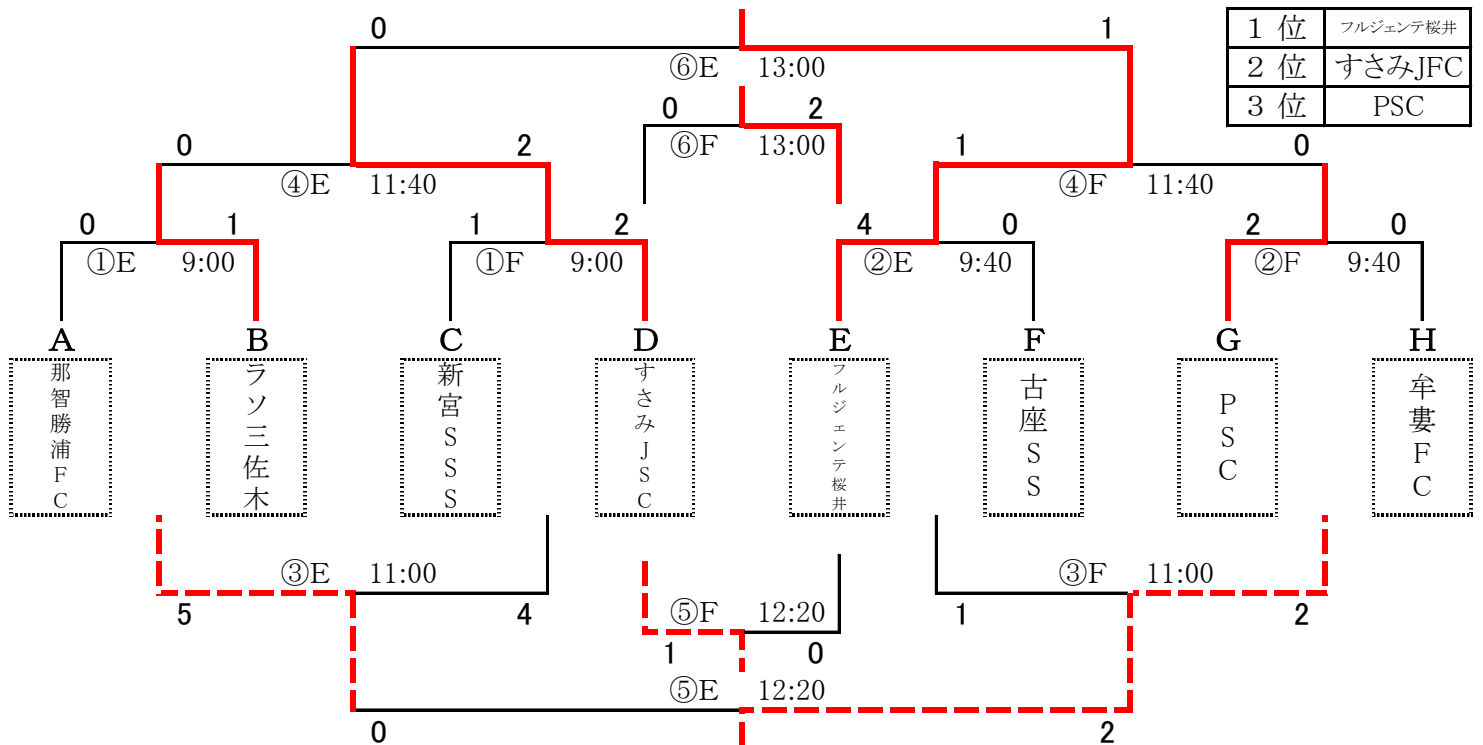 0 1
⑥E 13:00
1 位 フルジェンテ桜井
2 位 すさみJFC
3 位 PSC
0 2
⑥F 13:00
0 2 1 0
④E 11:40 ④F 11:40
0 1 1 2 4 0 2 0
①E 9:00 ①F 9:00 ②E 9:40 ②F 9:40
A B C D E F G H
那智勝浦FC
ラソ三佐木
新宮SSS
すさみJSC
フルジェンテ桜井
古座SS
PSC
牟婁FC
③E 11:00 ③F 11:00
5 4 1 2
⑤F 12:20
1 0
⑤E 12:20
0 2